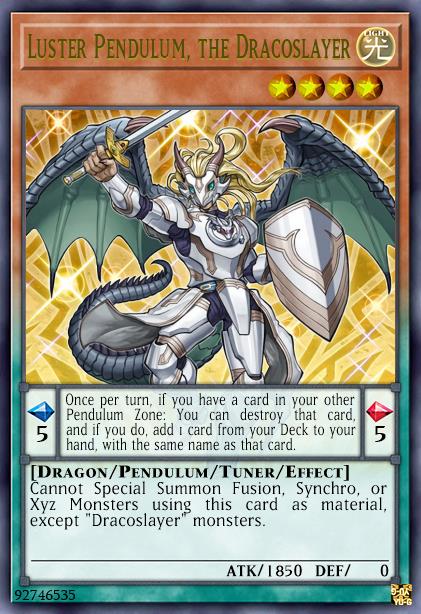 LUSTER PENDULUM, THE DRACOSLAYER
LIGHT
光
Once per turn, if you have a card in your other
Pendulum Zone: You can destroy that card,
and if you do, add 1 card from your Deck to your
hand, with the same name as that card.
5
5
[DRAGON/PENDULUM/TUNER/EFFECT]
Cannot Special Summon Fusion, Synchro, or
Xyz Monsters using this card as material,
except "Dracoslayer" monsters.
ATK/1850 DEF/ 0
92746535